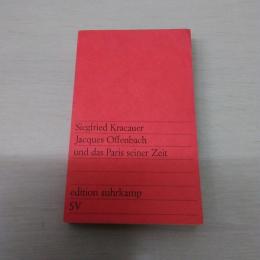 Siegfried Kracauer
Jacques Offenbach
und das Paris seiner Zeit
edition suhrkamp
SV